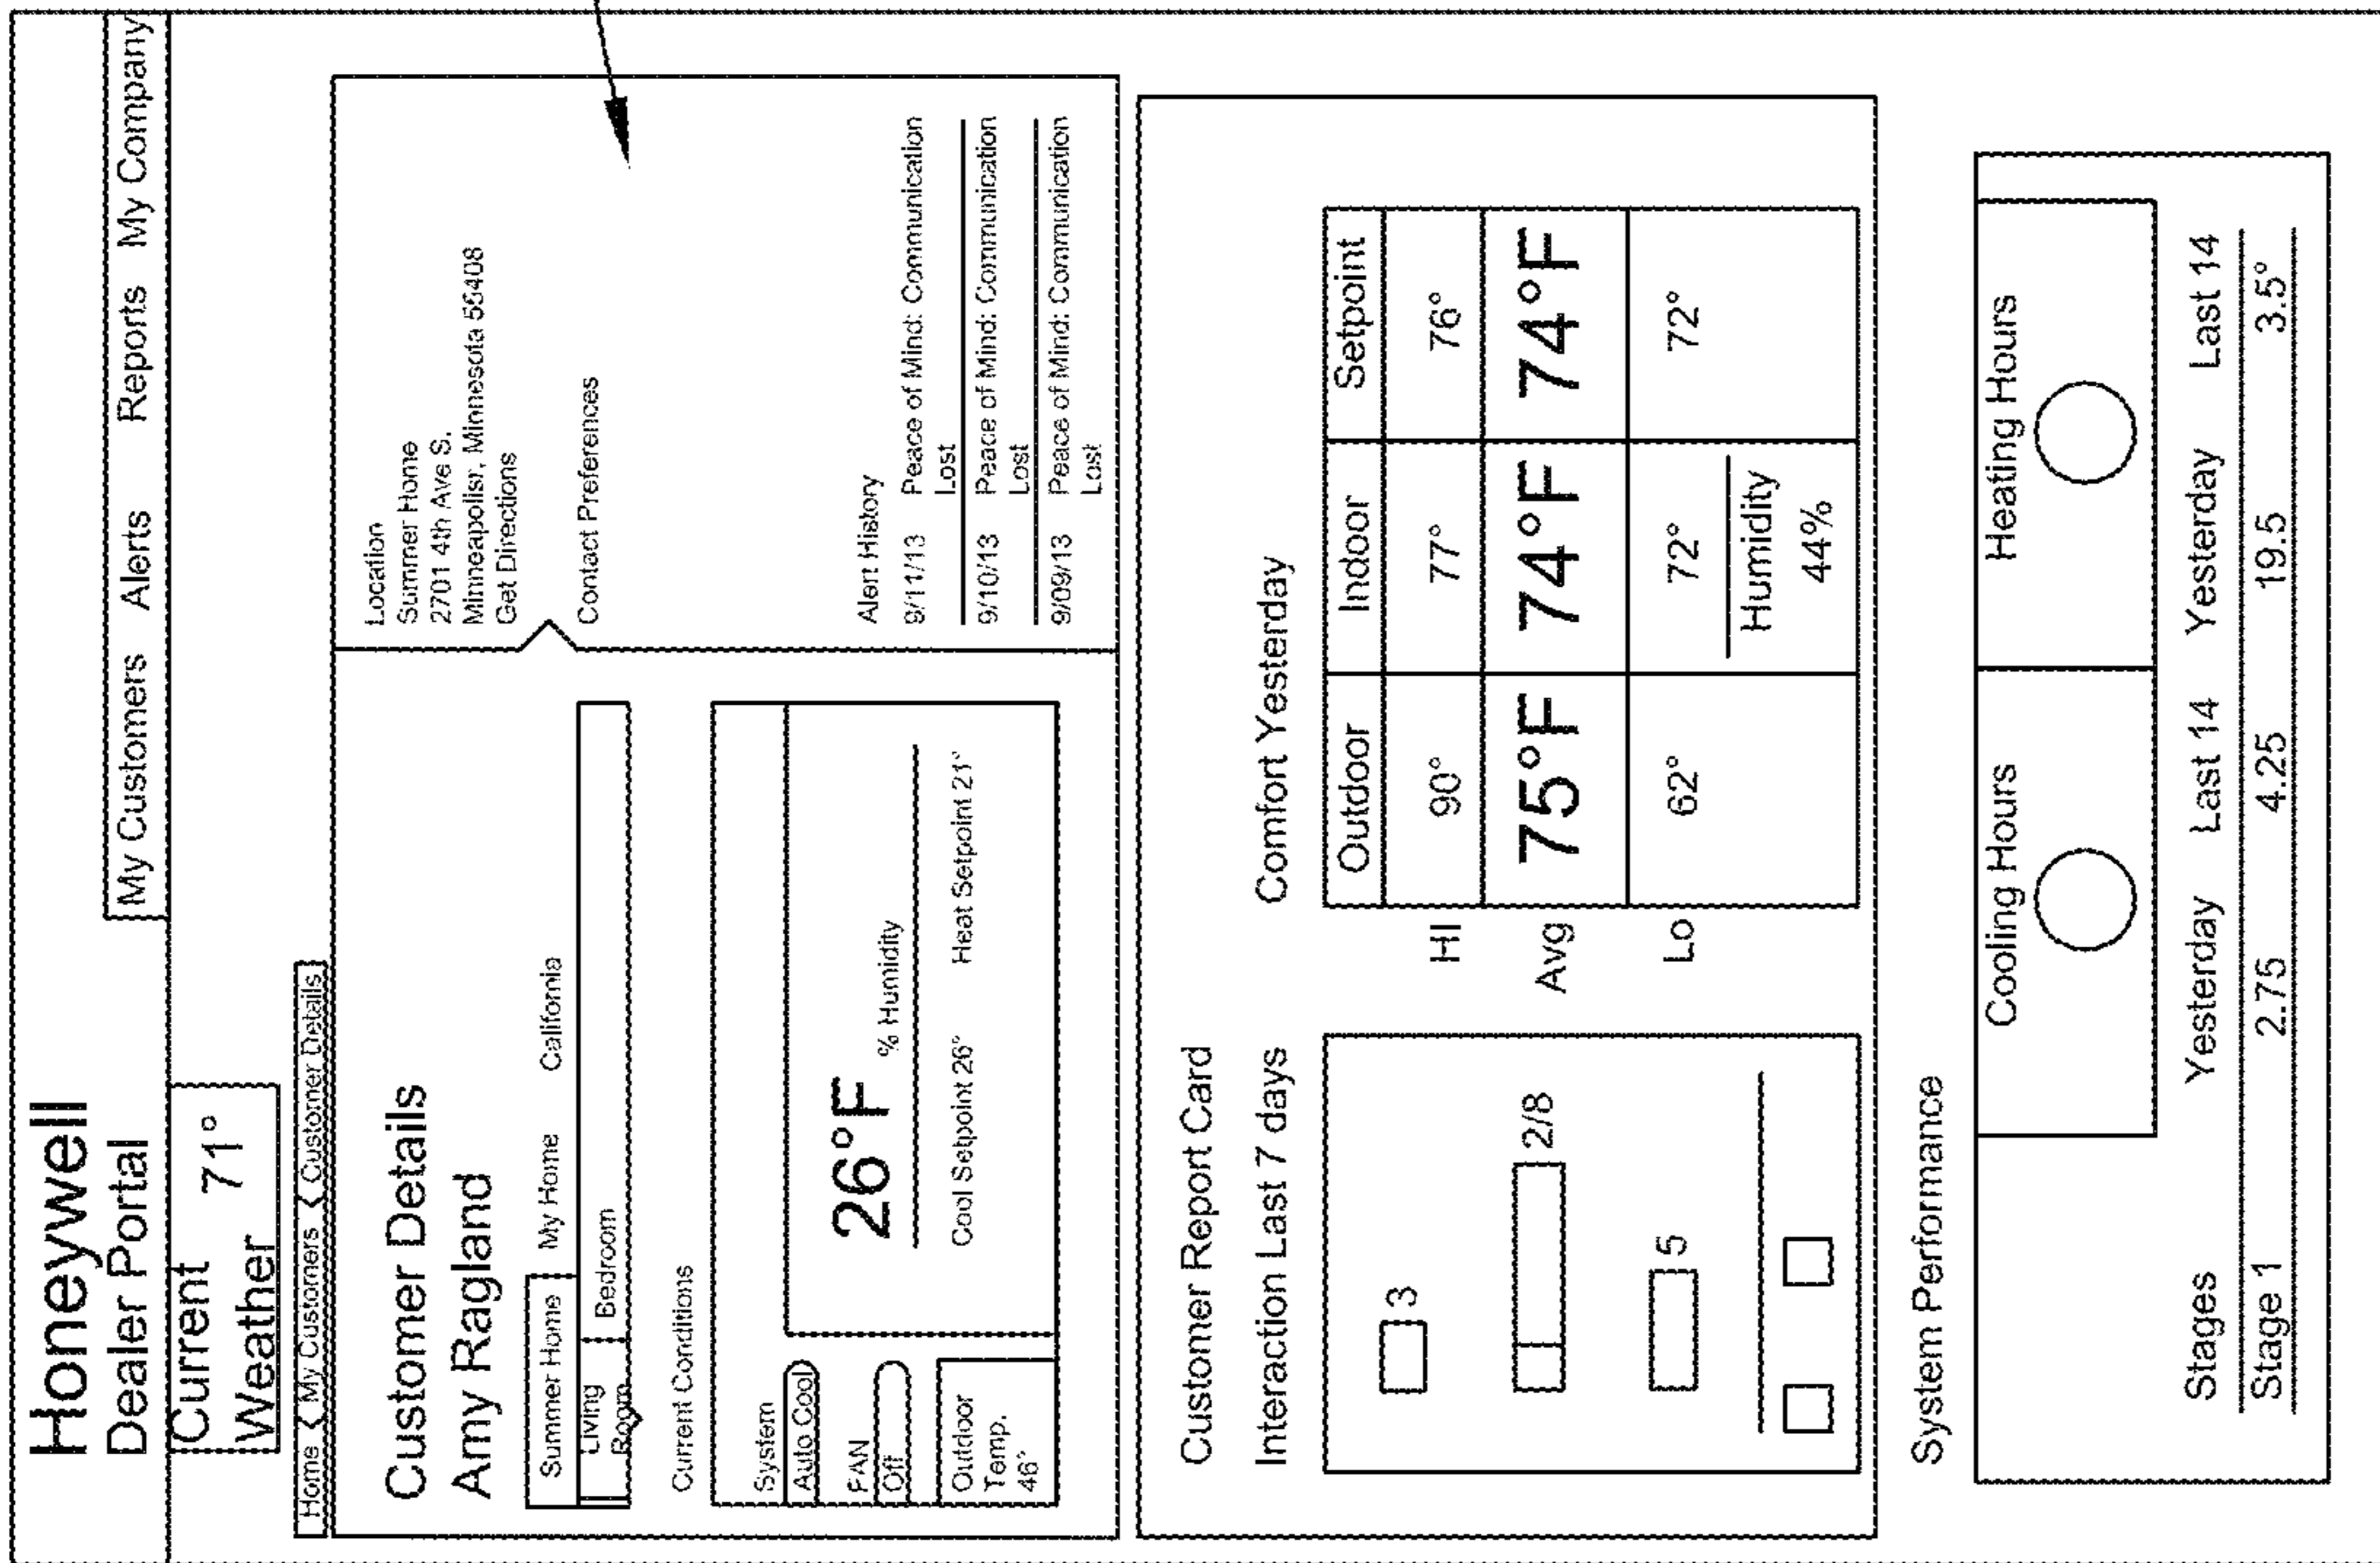 Honeywell
Dealer Portal
My Customers Alerts Reports My Company
Current 71°
Weather
Home My Customers Customer Details
Customer Details
Amy Ragland
Summer Home My Home California
Living Bedroom
Room
Current Conditions
System
Auto Cool
FAN
Off
Outdoor
Temp.
46°
26°F
% Hunidity
Cool Setpoint 26° Heat Setpoint 21°
Location
Summer Home
2701 4th Ave S.
Minneapolisr, Minnesota 55408
Get Directions
Contact Preferences
Alert History
9/11/13 Peace of Mind: Communication
Lost
9/10/13 Peace of Mind: Communication
Lost
9/09/13 Peace of Mind: Communication
Lost
Customer Report Card
Interaction Last 7 days
3
2/8
5
Comfort Yesterday
Outdoor Indoor Setpoint
HI 90° 77° 76°
Avg 75°F 74°F 74°F
Lo 62° 72° 72°
Humidity
44%
System Performance
Cooling Hours Heating Hours
Stages Yesterday Last 14 Yesterday Last 14
Stage 1 2.75 4.25 19.5 3.5°